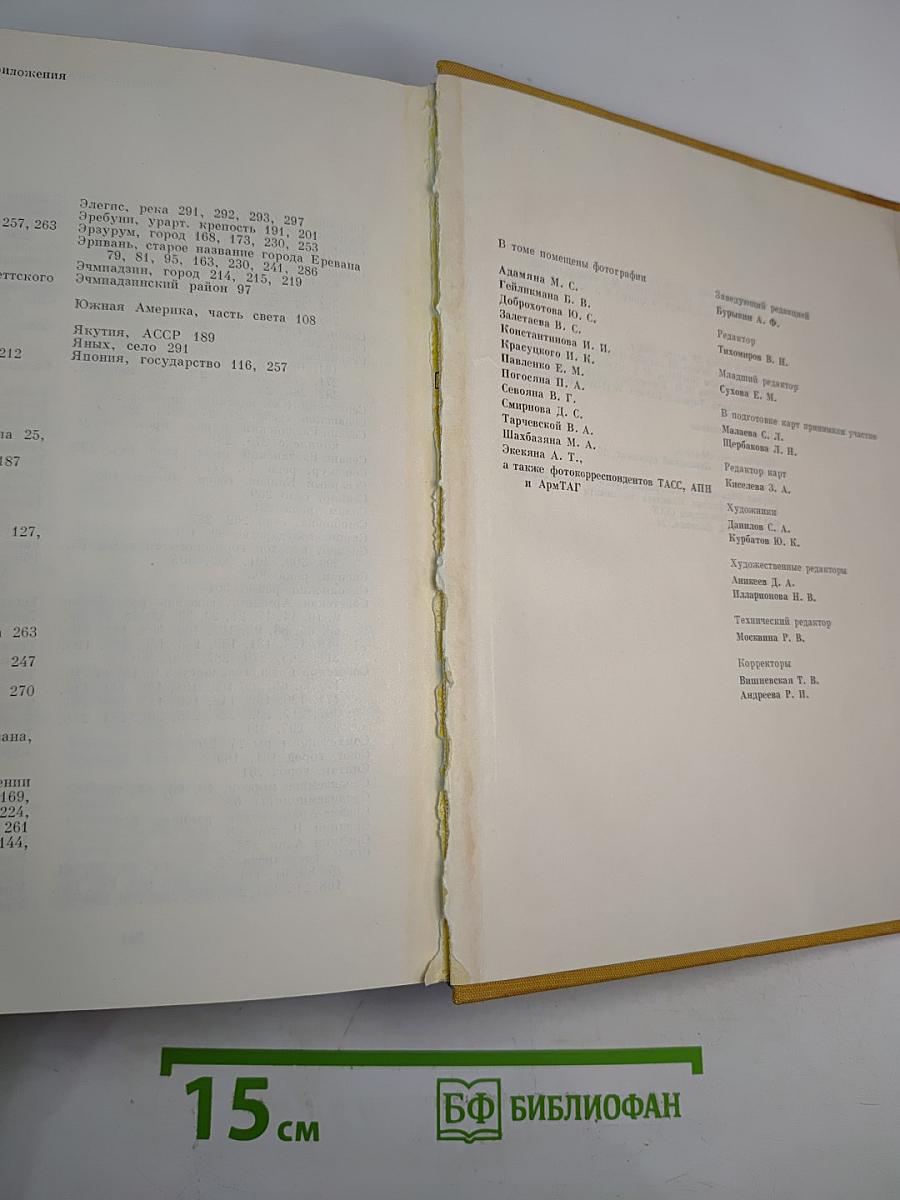 риложения
257, 263
еттского
212
па 25,
187
127,
263
247
270
вана,
ении
169,
224,
261
144,
Элегис, река 291, 292, 293, 297
Эребуни, урарт. крепость 191, 201
Эрзурум, город 168, 173, 230, 253
Эривань, старое название города Еревана
79, 81, 95, 163, 230, 241, 286
Эчмиадзин, город 214, 215, 219
Эчмиадзинский район 97
Южная Америка, часть света 108
Якутия, АССР 189
Яных, село 291
Япония, государство 116, 257
В томе помещены фотографии
Адамяна М. С.
Гейликмана Б. В.
Доброхотова Ю. С.
Залетаева В. С.
Константинова И. И.
Красуцкого И. К.
Павленко Е. М.
Погосяна П. А.
Севояна В. Г.
Смирнова Д. С.
Тарчевской В. А.
Шахбазяна М. А.
Экекяна А. Т.,
а также фотокорреспондентов ТАСС, АПН
и АрмТАГ
Заведующий редакцией
Бурыкин А. Ф.
Редактор
Тихомиров В. Н.
Младший редактор
Сухова Е. М.
В подготовке карт принимали участие
Малаева С. Л.
Щербакова Л. Н.
Редактор карт
Киселева З. А.
Художники
Данилов С. А.
Курбатов Ю. К.
Художественные редакторы
Аникеев Д. А.
Илларионова Н. В.
Технический редактор
Москвина Р. В.
Корректоры
Вишневская Т. В.
Андреева Р. И.
15 см
БФ БИБЛИОФАН